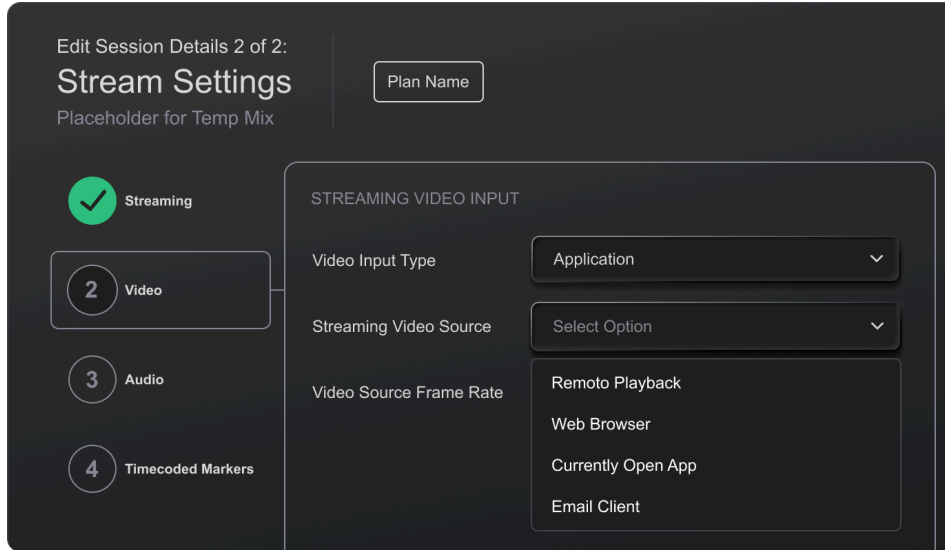 Edit Session Details 2 of 2:
Stream Settings
Placeholder for Temp Mix
Plan Name
Streaming
2 Video
3 Audio
4 Timecoded Markers
STREAMING VIDEO INPUT
Video Input Type Application
Streaming Video Source Select Option
Video Source Frame Rate
Remoto Playback
Web Browser
Currently Open App
Email Client